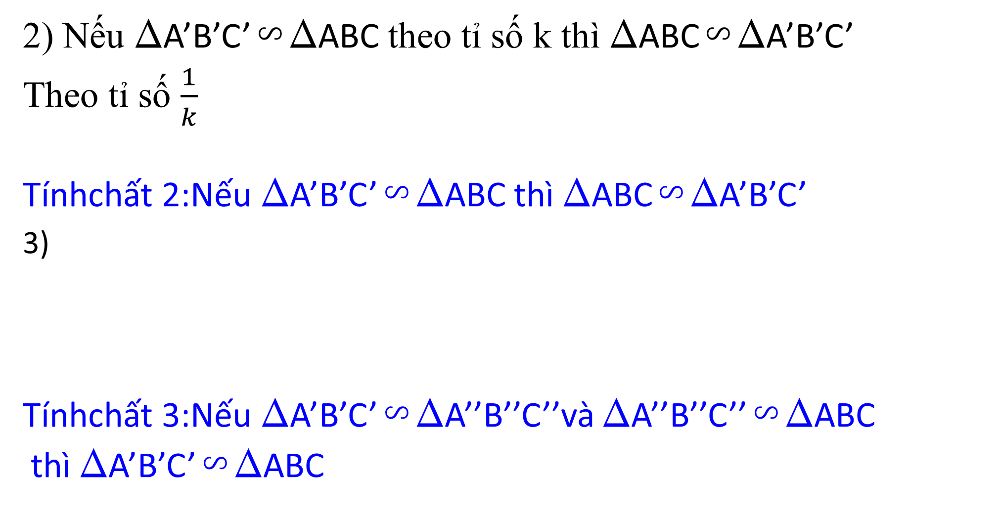 2) Nếu ΔA’B’C’ ∽ ΔABC theo tỉ số k thì ΔABC ∽ ΔA’B’C’
Theo tỉ số 1/k
Tínhchất 2:Nếu ΔA’B’C’ ∽ ΔABC thì ΔABC ∽ ΔA’B’C’
3)
Tínhchất 3:Nếu ΔA’B’C’ ∽ ΔA’’B’’C’’và ΔA’’B’’C’’ ∽ ΔABC
thì ΔA’B’C’ ∽ ΔABC